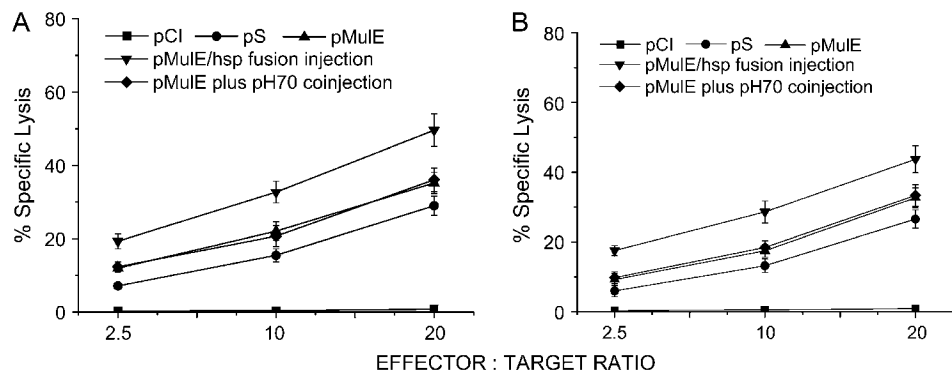 A
pCI pS pMulE
pMulE/hsp fusion injection
pMulE plus pH70 coinjection
% Specific Lysis
80
60
40
20
0
2.5 10 20
B
pCI pS pMulE
pMulE/hsp fusion injection
pMulE plus pH70 coinjection
% Specific Lysis
80
60
40
20
0
2.5 10 20
EFFECTOR : TARGET RATIO